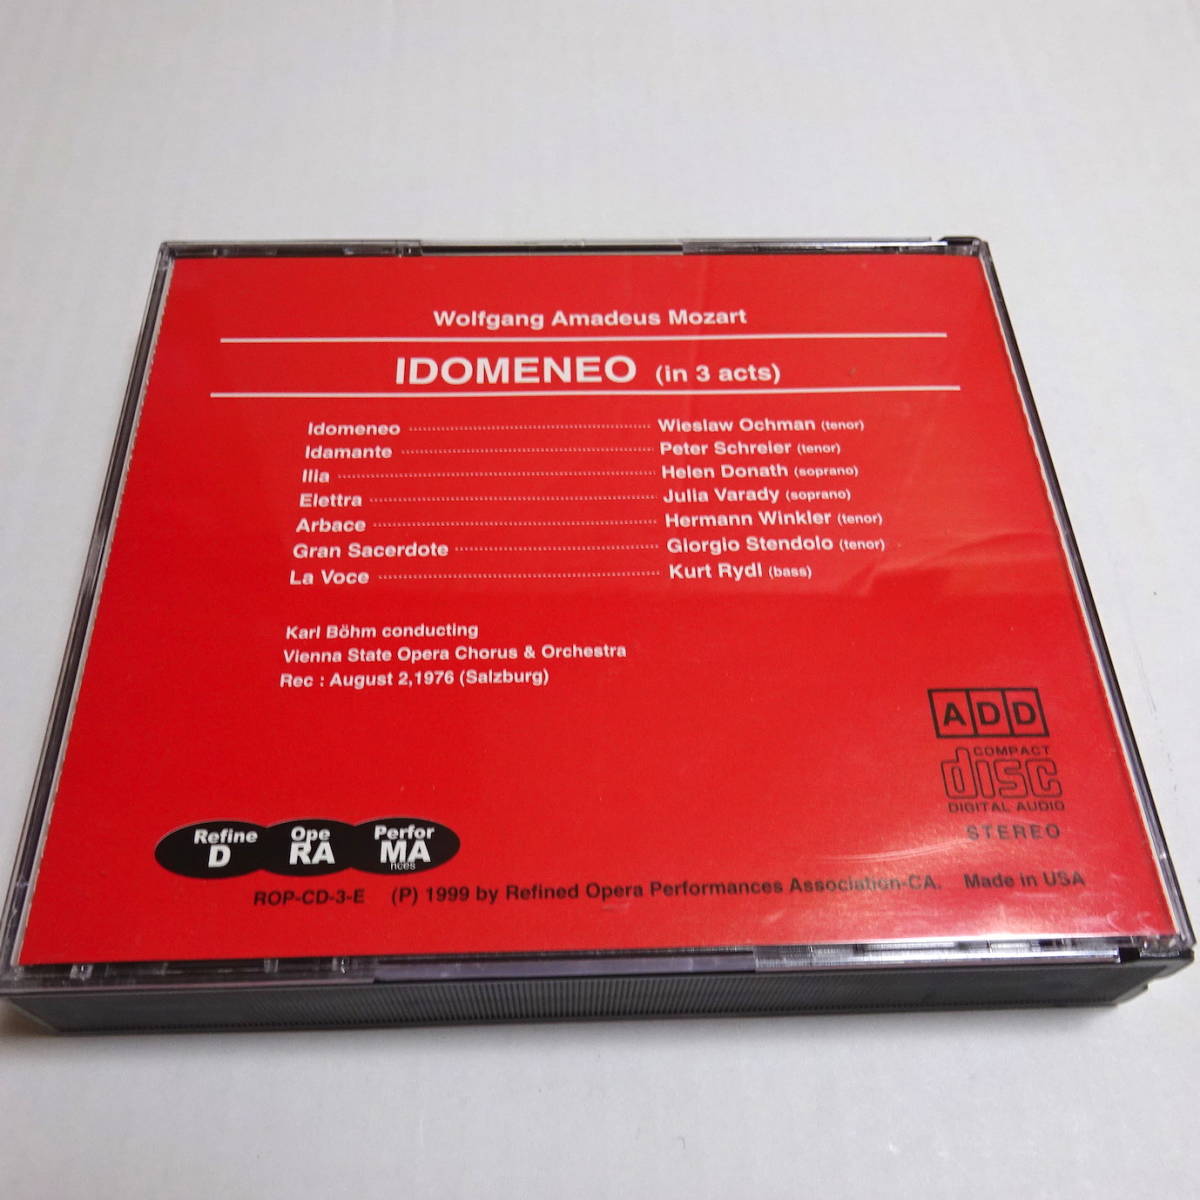 Wolfgang Amadeus Mozart
IDOMENEO (in 3 acts)
Idomeneo Wieslaw Ochman (tenor)
Idamante Peter Schreier (tenor)
Ilia Helen Donath (soprano)
Elettra Julia Varady (soprano)
Arbace Hermann Winkler (tenor)
Gran Sacerdote Giorgio Stendolo (tenor)
La Voce Kurt Rydl (bass)
Karl Böhm conducting
Vienna State Opera Chorus & Orchestra
Rec : August 2,1976 (Salzburg)
ADD
COMPACT
disc
DIGITAL AUDIO
STEREO
Refine Ope Perfor
D RA MA
nces
ROP-CD-3-E (P) 1999 by Refined Opera Performances Association-CA. Made in USA